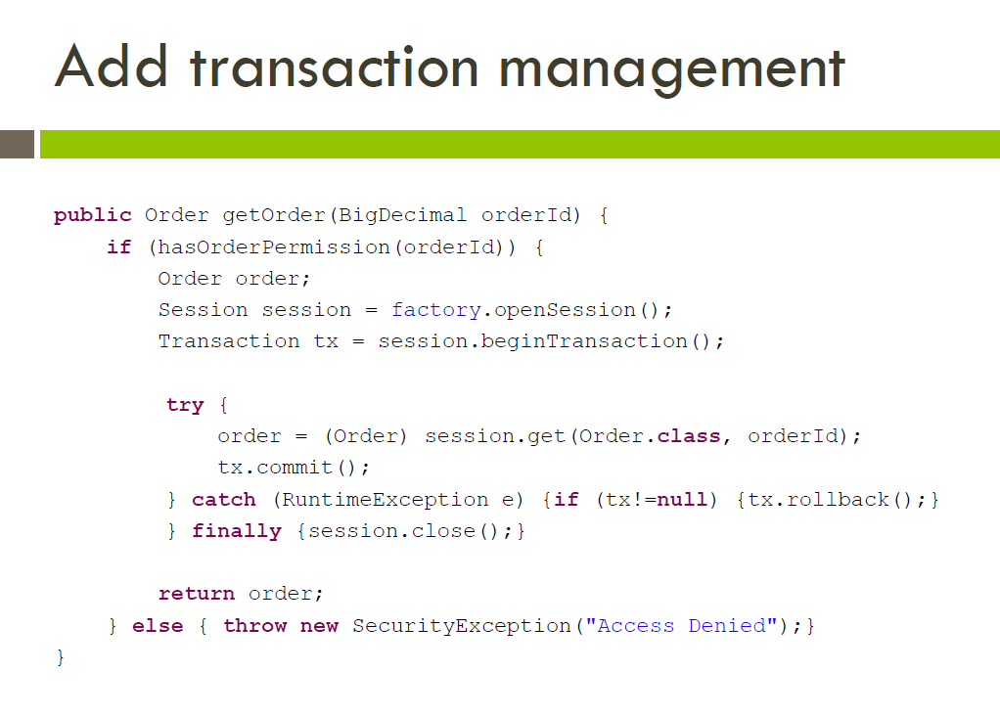 Add transaction management
public Order getOrder(BigDecimal orderId) {
    if (hasOrderPermission(orderId)) {
        Order order;
        Session session = factory.openSession();
        Transaction tx = session.beginTransaction();
        try {
            order = (Order) session.get(Order.class, orderId);
            tx.commit();
        } catch (RuntimeException e) {if (tx!=null) {tx.rollback();}
        } finally {session.close();}
        return order;
    } else { throw new SecurityException("Access Denied");}
}